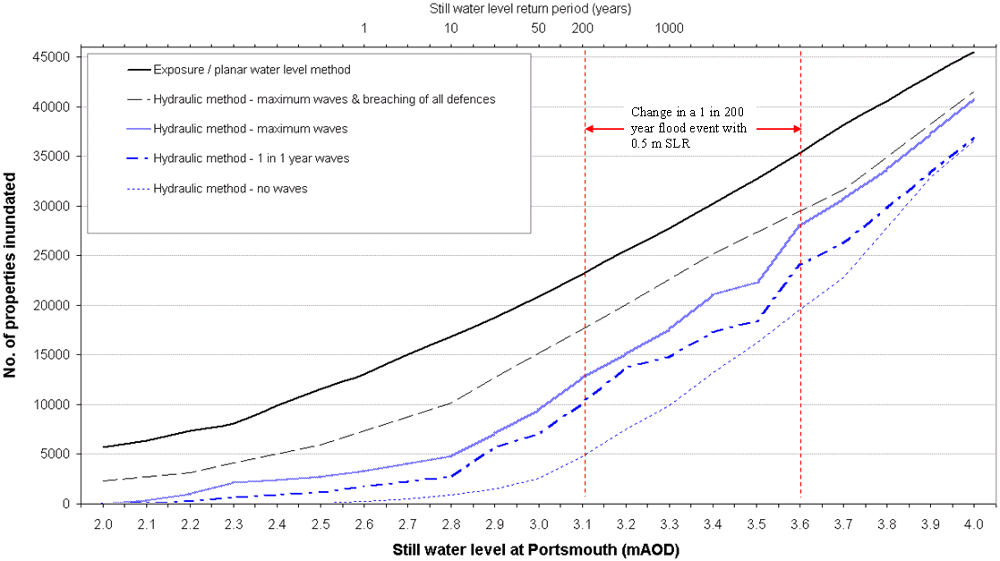 Still water level return period (years)
1 10 50 200 1000
45000
40000
35000
30000
25000
20000
15000
10000
5000
0
No. of properties inundated
Exposure / planar water level method
Hydraulic method - maximum waves & breaching of all defences
Hydraulic method - maximum waves
Hydraulic method - 1 in 1 year waves
Hydraulic method - no waves
Change in a 1 in 200
year flood event with
0.5 m SLR
2.0 2.1 2.2 2.3 2.4 2.5 2.6 2.7 2.8 2.9 3.0 3.1 3.2 3.3 3.4 3.5 3.6 3.7 3.8 3.9 4.0
Still water level at Portsmouth (mAOD)